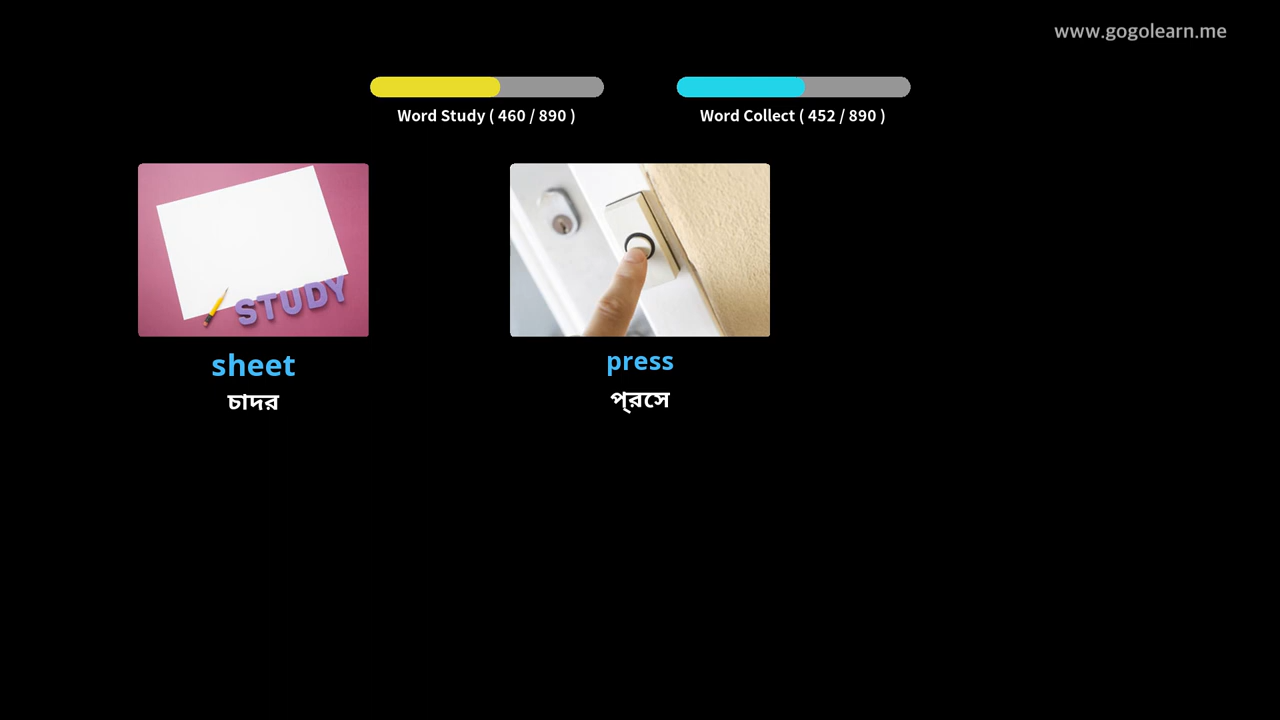 www.gogolearn.me
Word Study ( 460 / 890 )
Word Collect ( 452 / 890 )
STUDY
sheet
press
চাদর
প্রসে